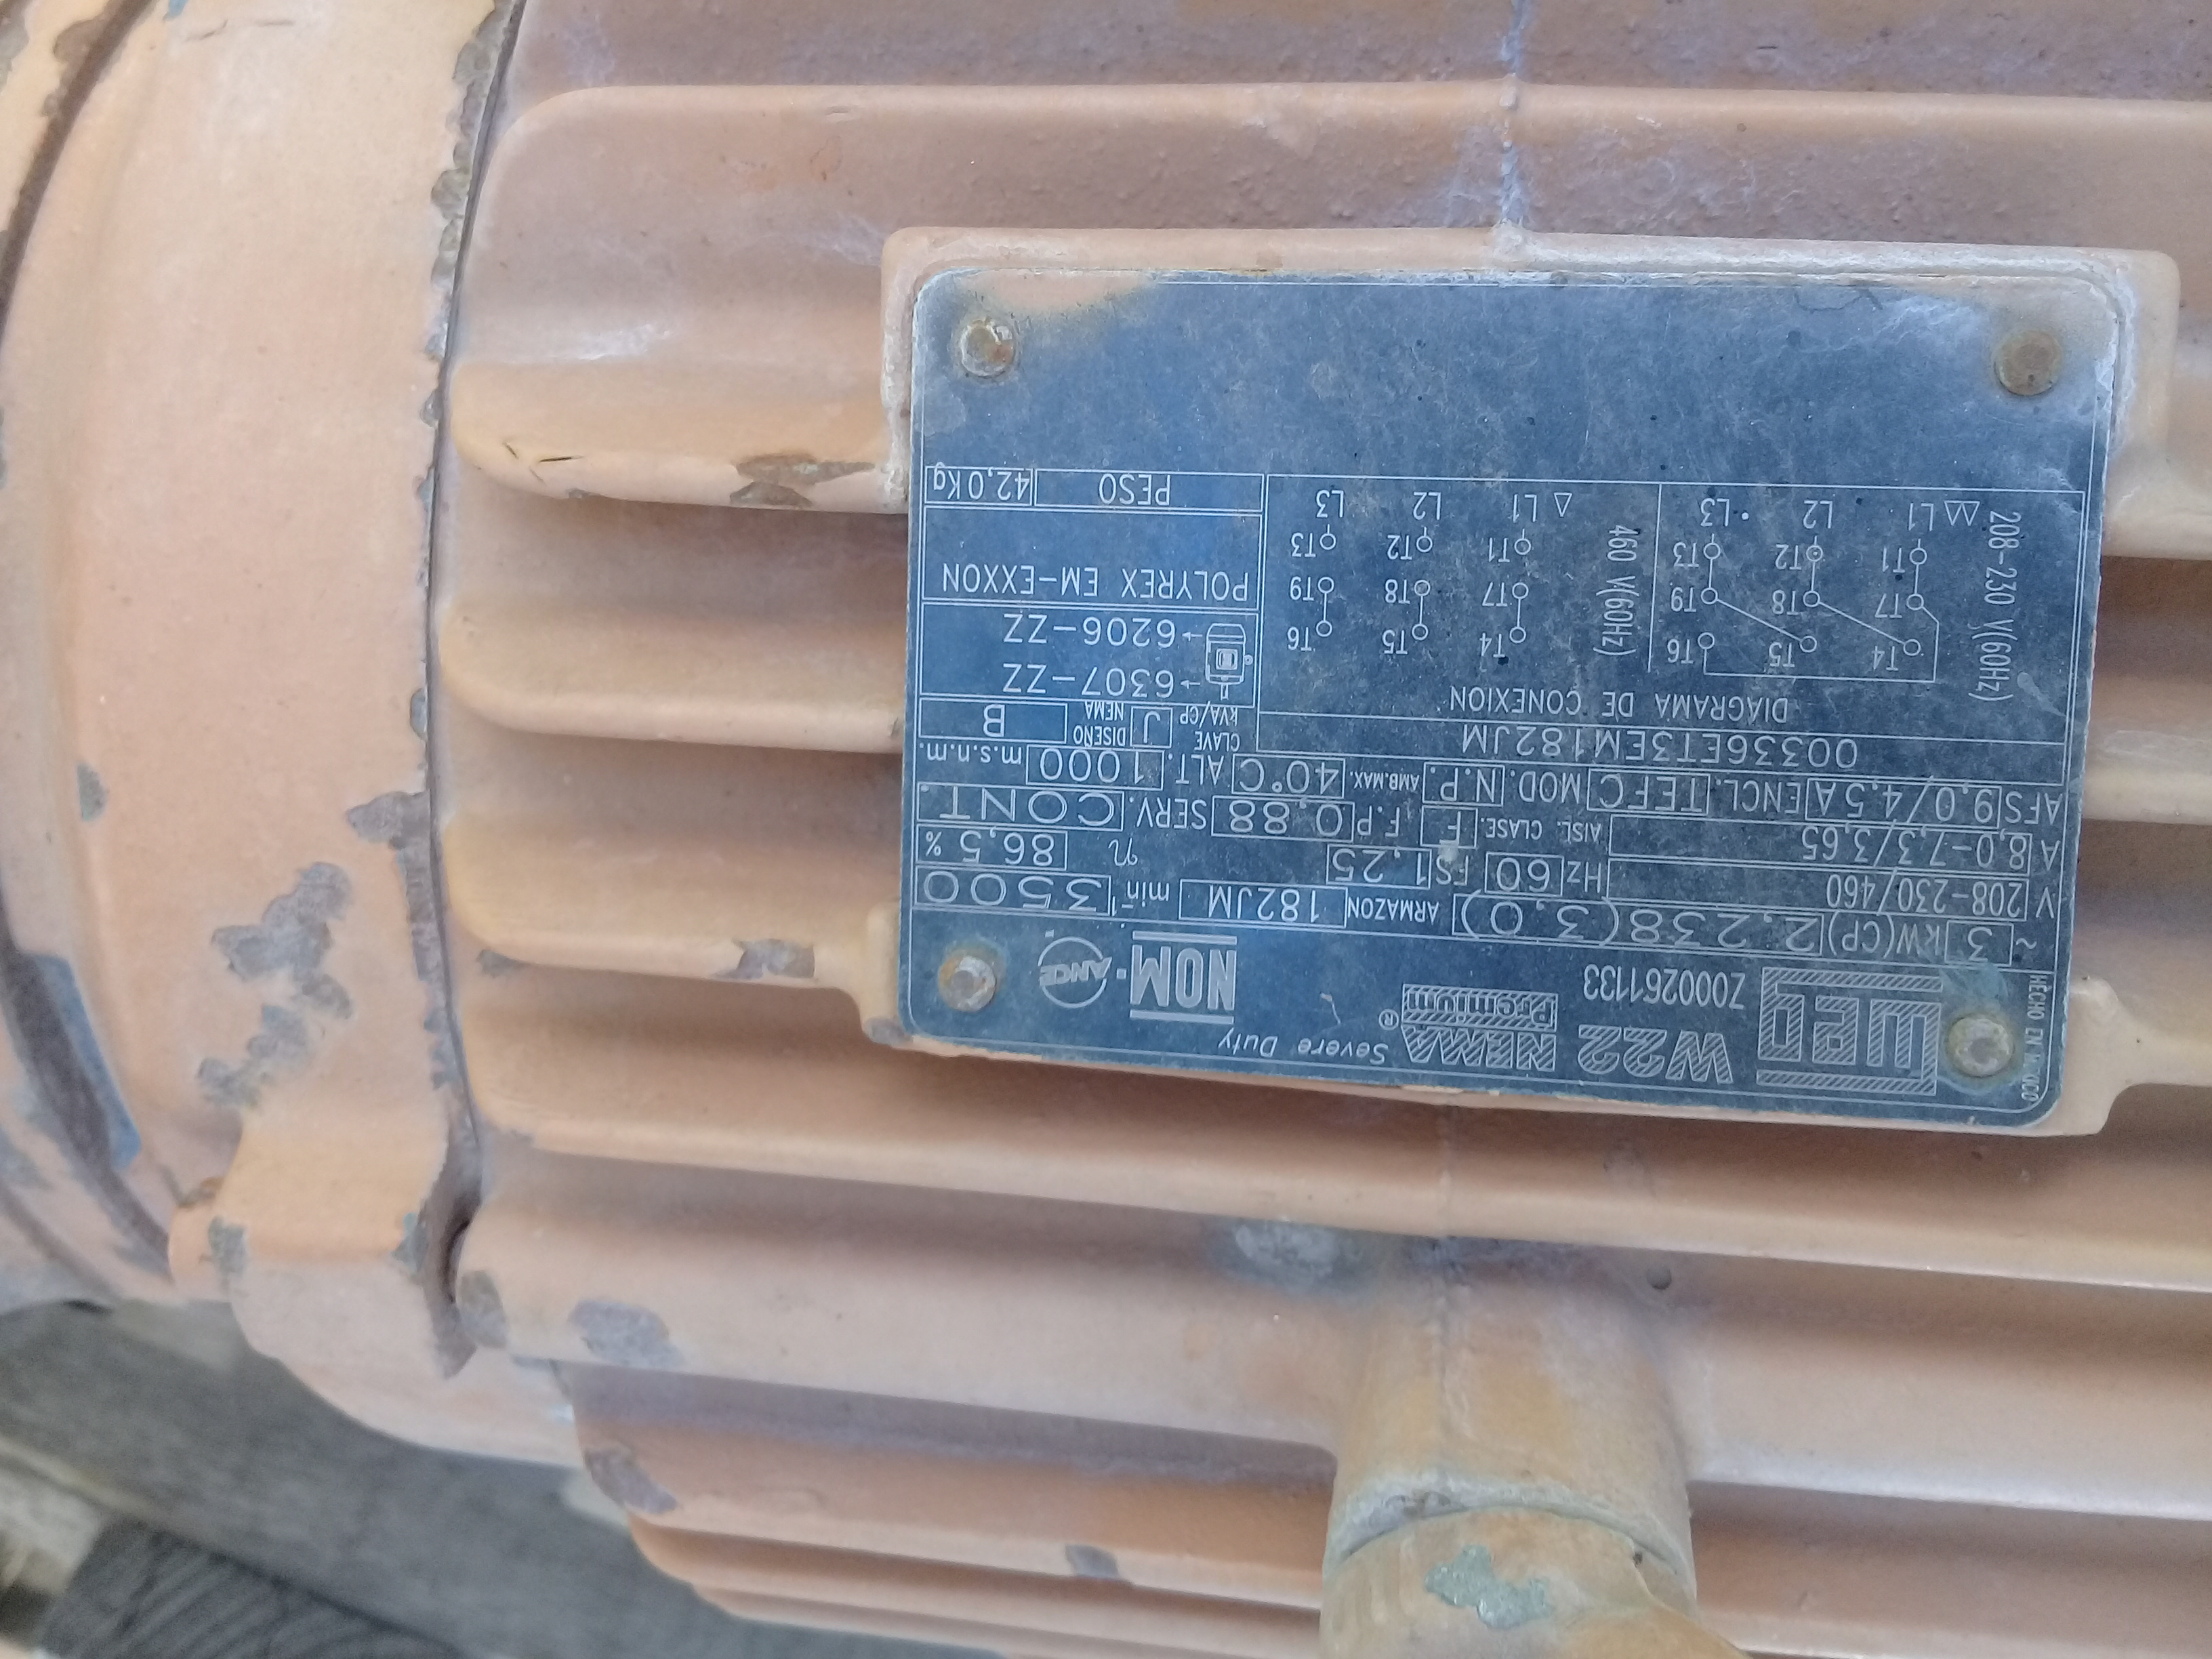 HECHO EN MEXICO
WEG W22 NEMA Premium® Severe Duty
Z000261133 NOM-ANCE
~ 3 kW(CP) 2,238(3,0) ARMAZON 182JM min-1 3500
V 208-230/460 Hz 60 FS 1,25 η 86,5 %
A 8,0-7,3/3,65 AISL. CLASE. F F.P 0,88 SERV. CONT.
AFS 9,0/4,5A ENCL. TEFC MOD. N.P. AMB.MAX. 40°C ALT. 1000 m.s.n.m.
00336ET3EM182JM
CLAVE kVA/CP J DISEÑO NEMA B
DIAGRAMA DE CONEXION
208-230 V(60Hz)
T4 T5 T6
T7 T8 T9
T1 T2 T3
△△ L1 L2 L3
460 V(60Hz)
T4 T5 T6
T7 T8 T9
T1 T2 T3
△ L1 L2 L3
→6307-ZZ
→6206-ZZ
POLYREX EM-EXXON
PESO 42,0Kg